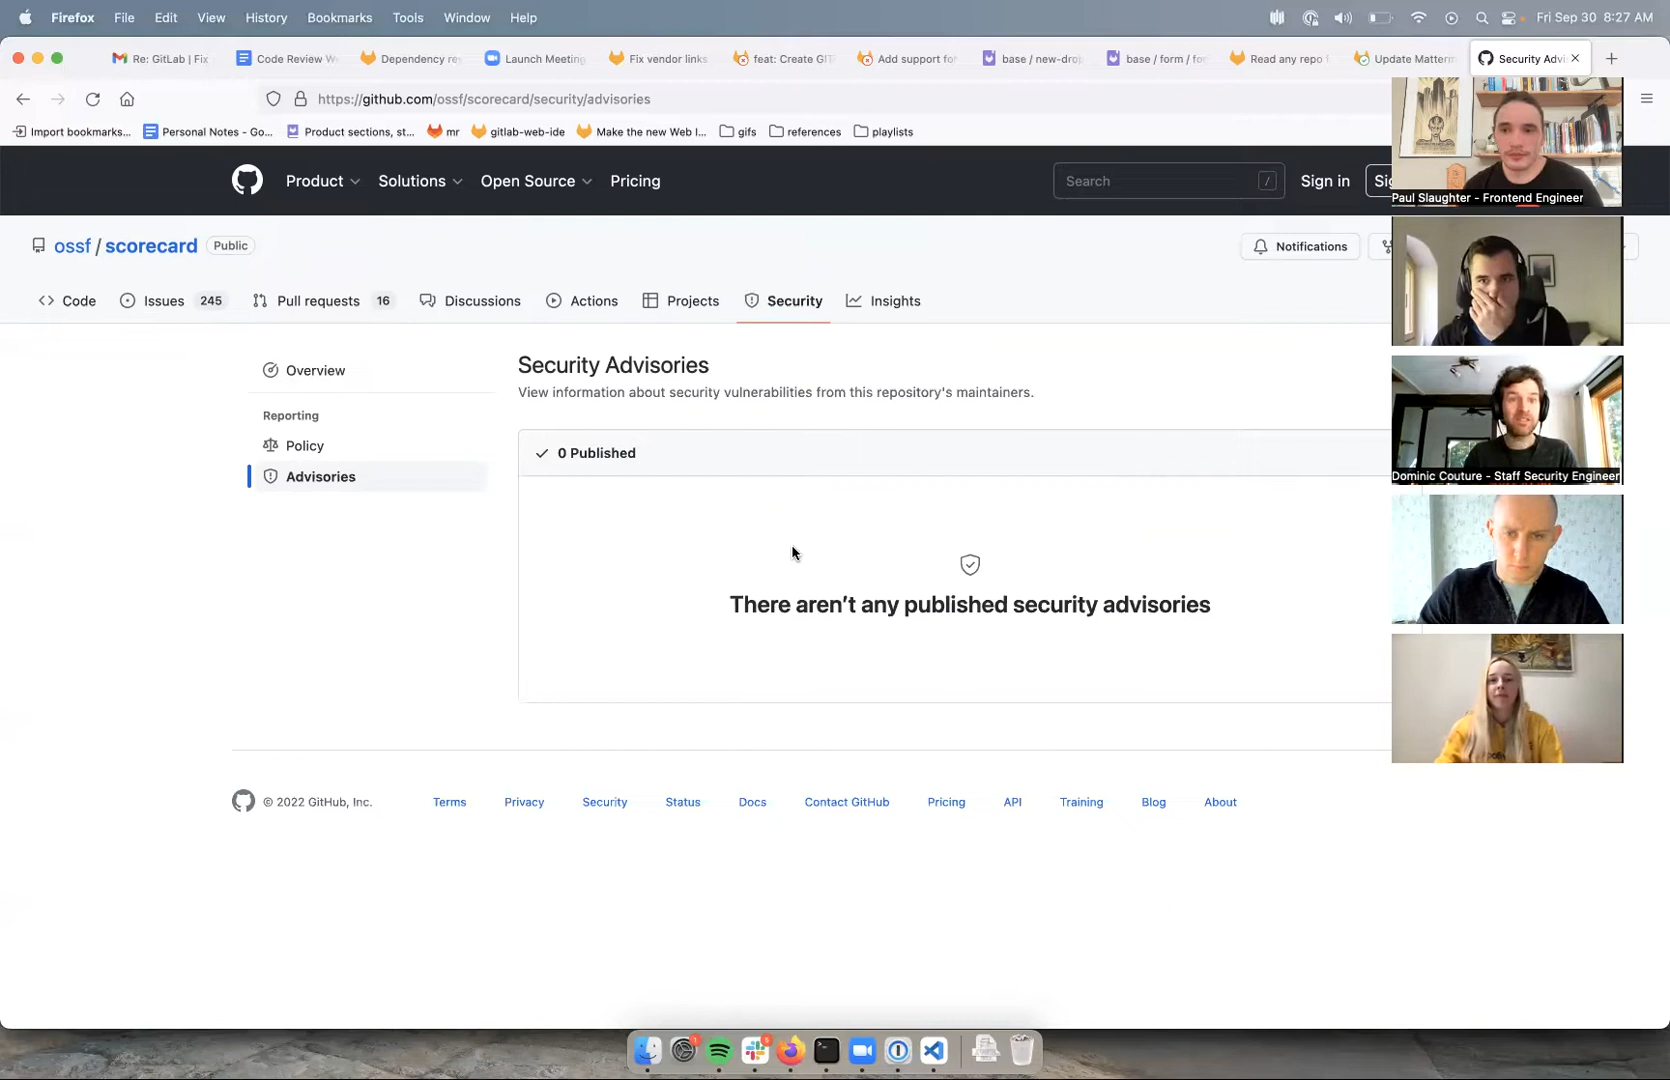 Firefox File Edit View History Bookmarks Tools Window Help Fri Sep 30 8:27 AM
Re: GitLab | Fix Code Review W Dependency re Launch Meeting Fix vendor links feat: Create GIT Add support for base / new-drop base / form / fo Read any repo f Update Matterm Security Advi
https://github.com/ossf/scorecard/security/advisories
Import bookmarks... Personal Notes - Go... Product sections, st... mr gitlab-web-ide Make the new Web I... gifs references playlists
Product Solutions Open Source Pricing Search / Sign in Sig
Paul Slaughter - Frontend Engineer
ossf / scorecard Public Notifications
Code Issues 245 Pull requests 16 Discussions Actions Projects Security Insights
Overview
Reporting
Policy
Advisories
Security Advisories
View information about security vulnerabilities from this repository's maintainers.
0 Published
Dominic Couture - Staff Security Engineer
There aren't any published security advisories
© 2022 GitHub, Inc. Terms Privacy Security Status Docs Contact GitHub Pricing API Training Blog About